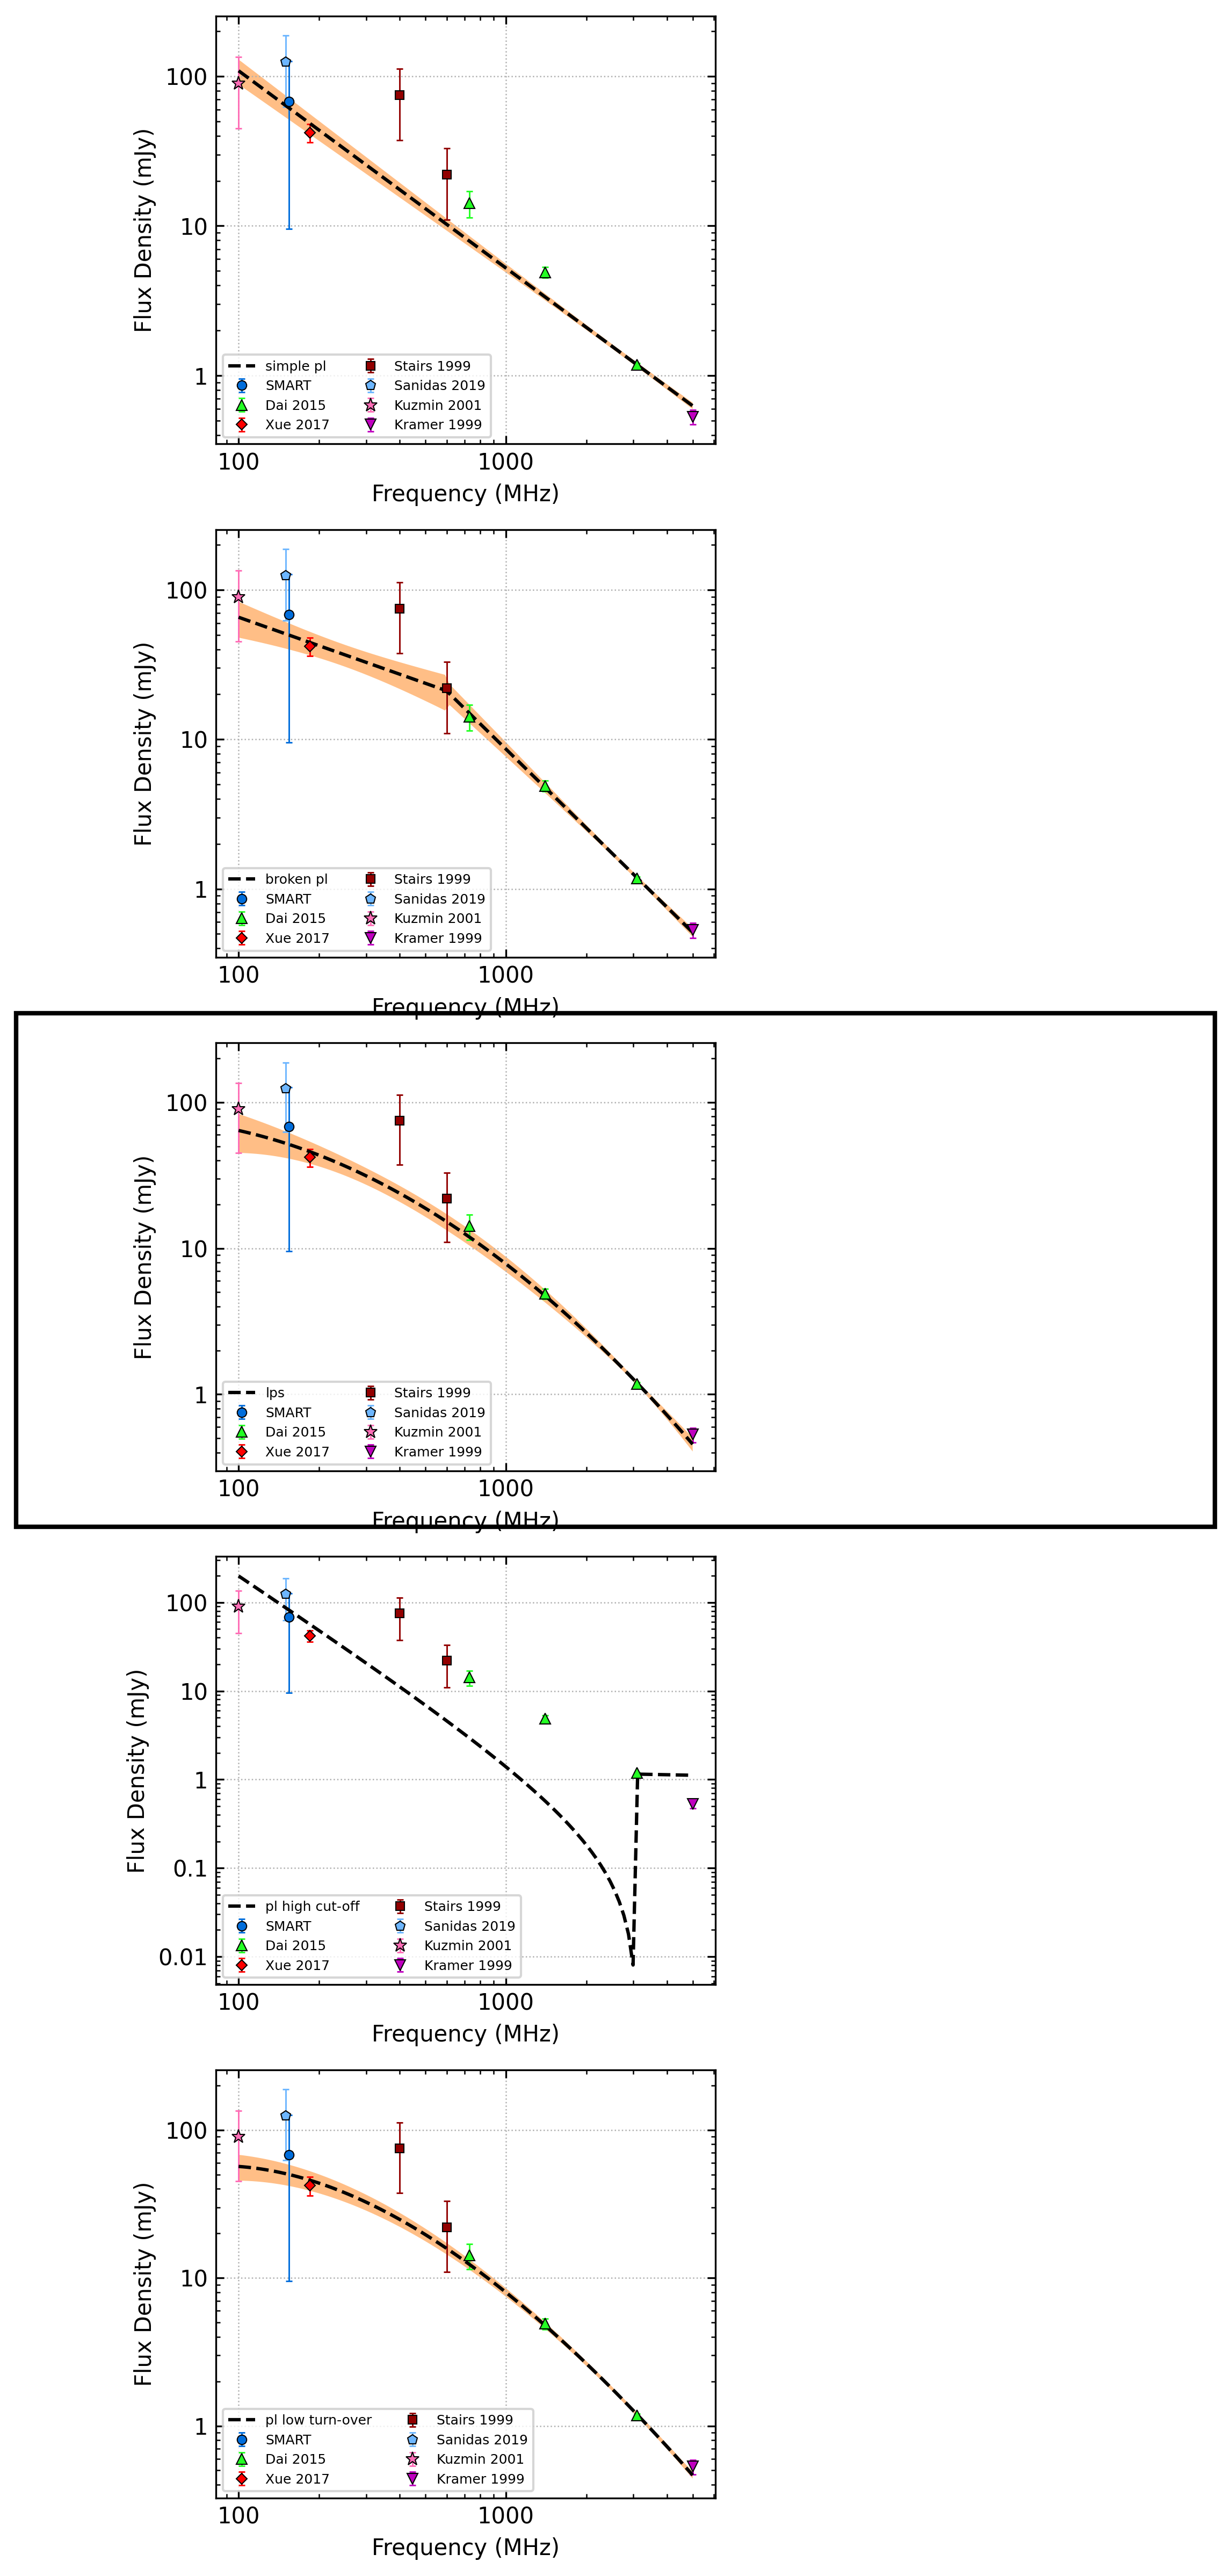 100
10
1
Flux Density (mJy)
simple pl
SMART
Dai 2015
Xue 2017
Stairs 1999
Sanidas 2019
Kuzmin 2001
Kramer 1999
100 1000
Frequency (MHz)
100
10
1
Flux Density (mJy)
broken pl
SMART
Dai 2015
Xue 2017
Stairs 1999
Sanidas 2019
Kuzmin 2001
Kramer 1999
100 1000
Frequency (MHz)
100
10
1
Flux Density (mJy)
lps
SMART
Dai 2015
Xue 2017
Stairs 1999
Sanidas 2019
Kuzmin 2001
Kramer 1999
100 1000
Frequency (MHz)
100
10
1
0.1
0.01
Flux Density (mJy)
pl high cut-off
SMART
Dai 2015
Xue 2017
Stairs 1999
Sanidas 2019
Kuzmin 2001
Kramer 1999
100 1000
Frequency (MHz)
100
10
1
Flux Density (mJy)
pl low turn-over
SMART
Dai 2015
Xue 2017
Stairs 1999
Sanidas 2019
Kuzmin 2001
Kramer 1999
100 1000
Frequency (MHz)